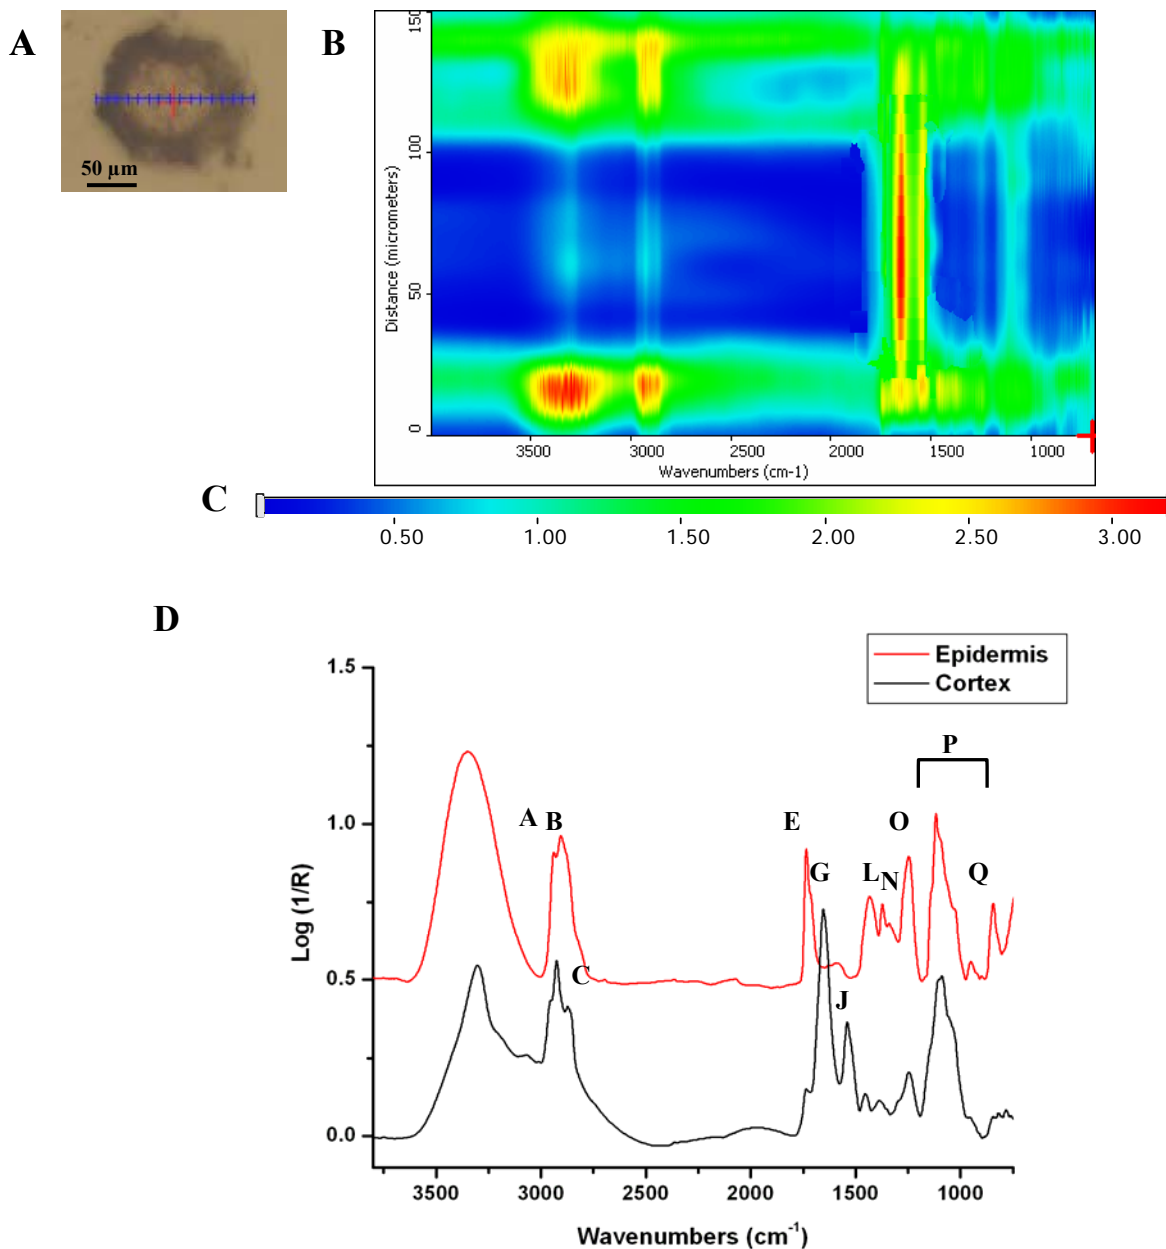 A
50 µm
B
150
100
50
0
Distance (micrometers)
3500 3000 2500 2000 1500 1000
Wavenumbers (cm-1)
C
0.50 1.00 1.50 2.00 2.50 3.00
D
Epidermis
Cortex
1.5
1.0
0.5
0.0
Log (1/R)
P
A B E O
G L N Q
C J
3500 3000 2500 2000 1500 1000
Wavenumbers (cm-1)